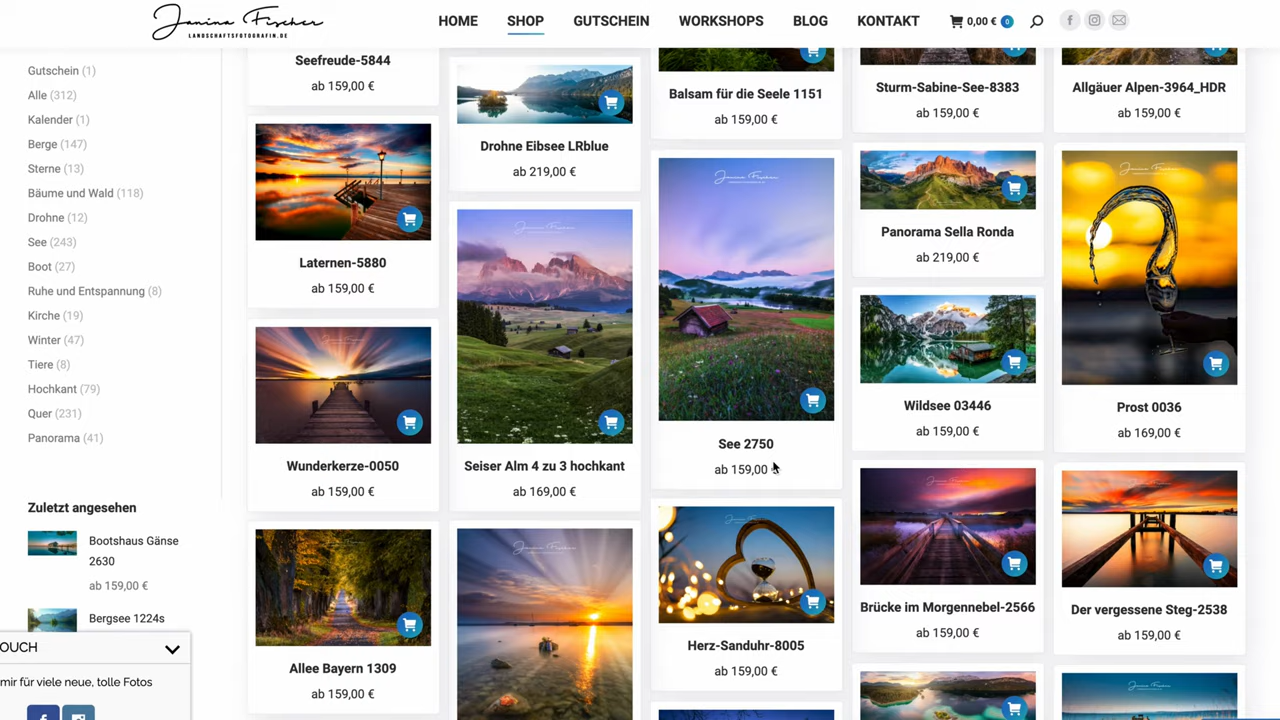 Janina Fischer
LANDSCHAFTSFOTOGRAFIN.DE
HOME
SHOP
GUTSCHEIN
WORKSHOPS
BLOG
KONTAKT
0,00 €
0
Gutschein (1)
Alle (312)
Kalender (1)
Berge (147)
Sterne (13)
Bäume und Wald (118)
Drohne (12)
See (243)
Boot (27)
Ruhe und Entspannung (8)
Kirche (19)
Winter (47)
Tiere (8)
Hochkant (79)
Quer (231)
Panorama (41)
Zuletzt angesehen
Bootshaus Gänse
2630
ab 159,00 €
Bergsee 1224s
OUCH
mir für viele neue, tolle Fotos
Seefreude-5844
ab 159,00 €
Laternen-5880
ab 159,00 €
Wunderkerze-0050
ab 159,00 €
Allee Bayern 1309
ab 159,00 €
Drohne Eibsee LRblue
ab 219,00 €
Janina Fischer
Seiser Alm 4 zu 3 hochkant
ab 169,00 €
Janina Fischer
Balsam für die Seele 1151
ab 159,00 €
Janina Fischer
See 2750
ab 159,00 €
Herz-Sanduhr-8005
ab 159,00 €
Sturm-Sabine-See-8383
ab 159,00 €
Panorama Sella Ronda
ab 219,00 €
Wildsee 03446
ab 159,00 €
Brücke im Morgennebel-2566
ab 159,00 €
Allgäuer Alpen-3964_HDR
ab 159,00 €
Janina Fischer
Prost 0036
ab 169,00 €
Der vergessene Steg-2538
ab 159,00 €